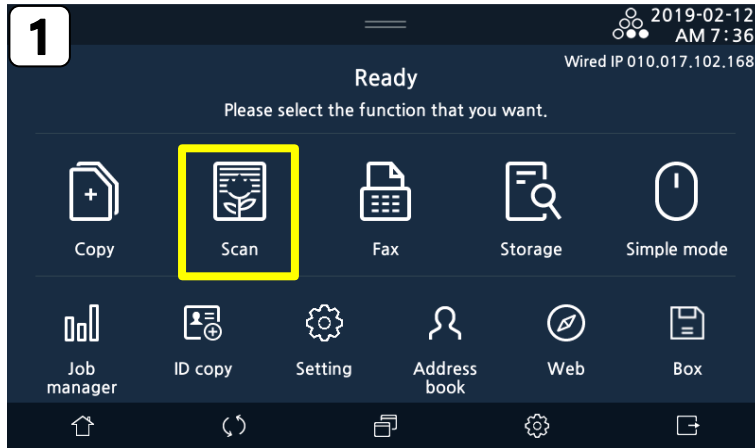 1
2019-02-12
AM 7:36
Wired IP 010.017.102.168
Ready
Please select the function that you want.
Copy
Scan
Fax
Storage
Simple mode
Job
manager
ID copy
Setting
Address
book
Web
Box